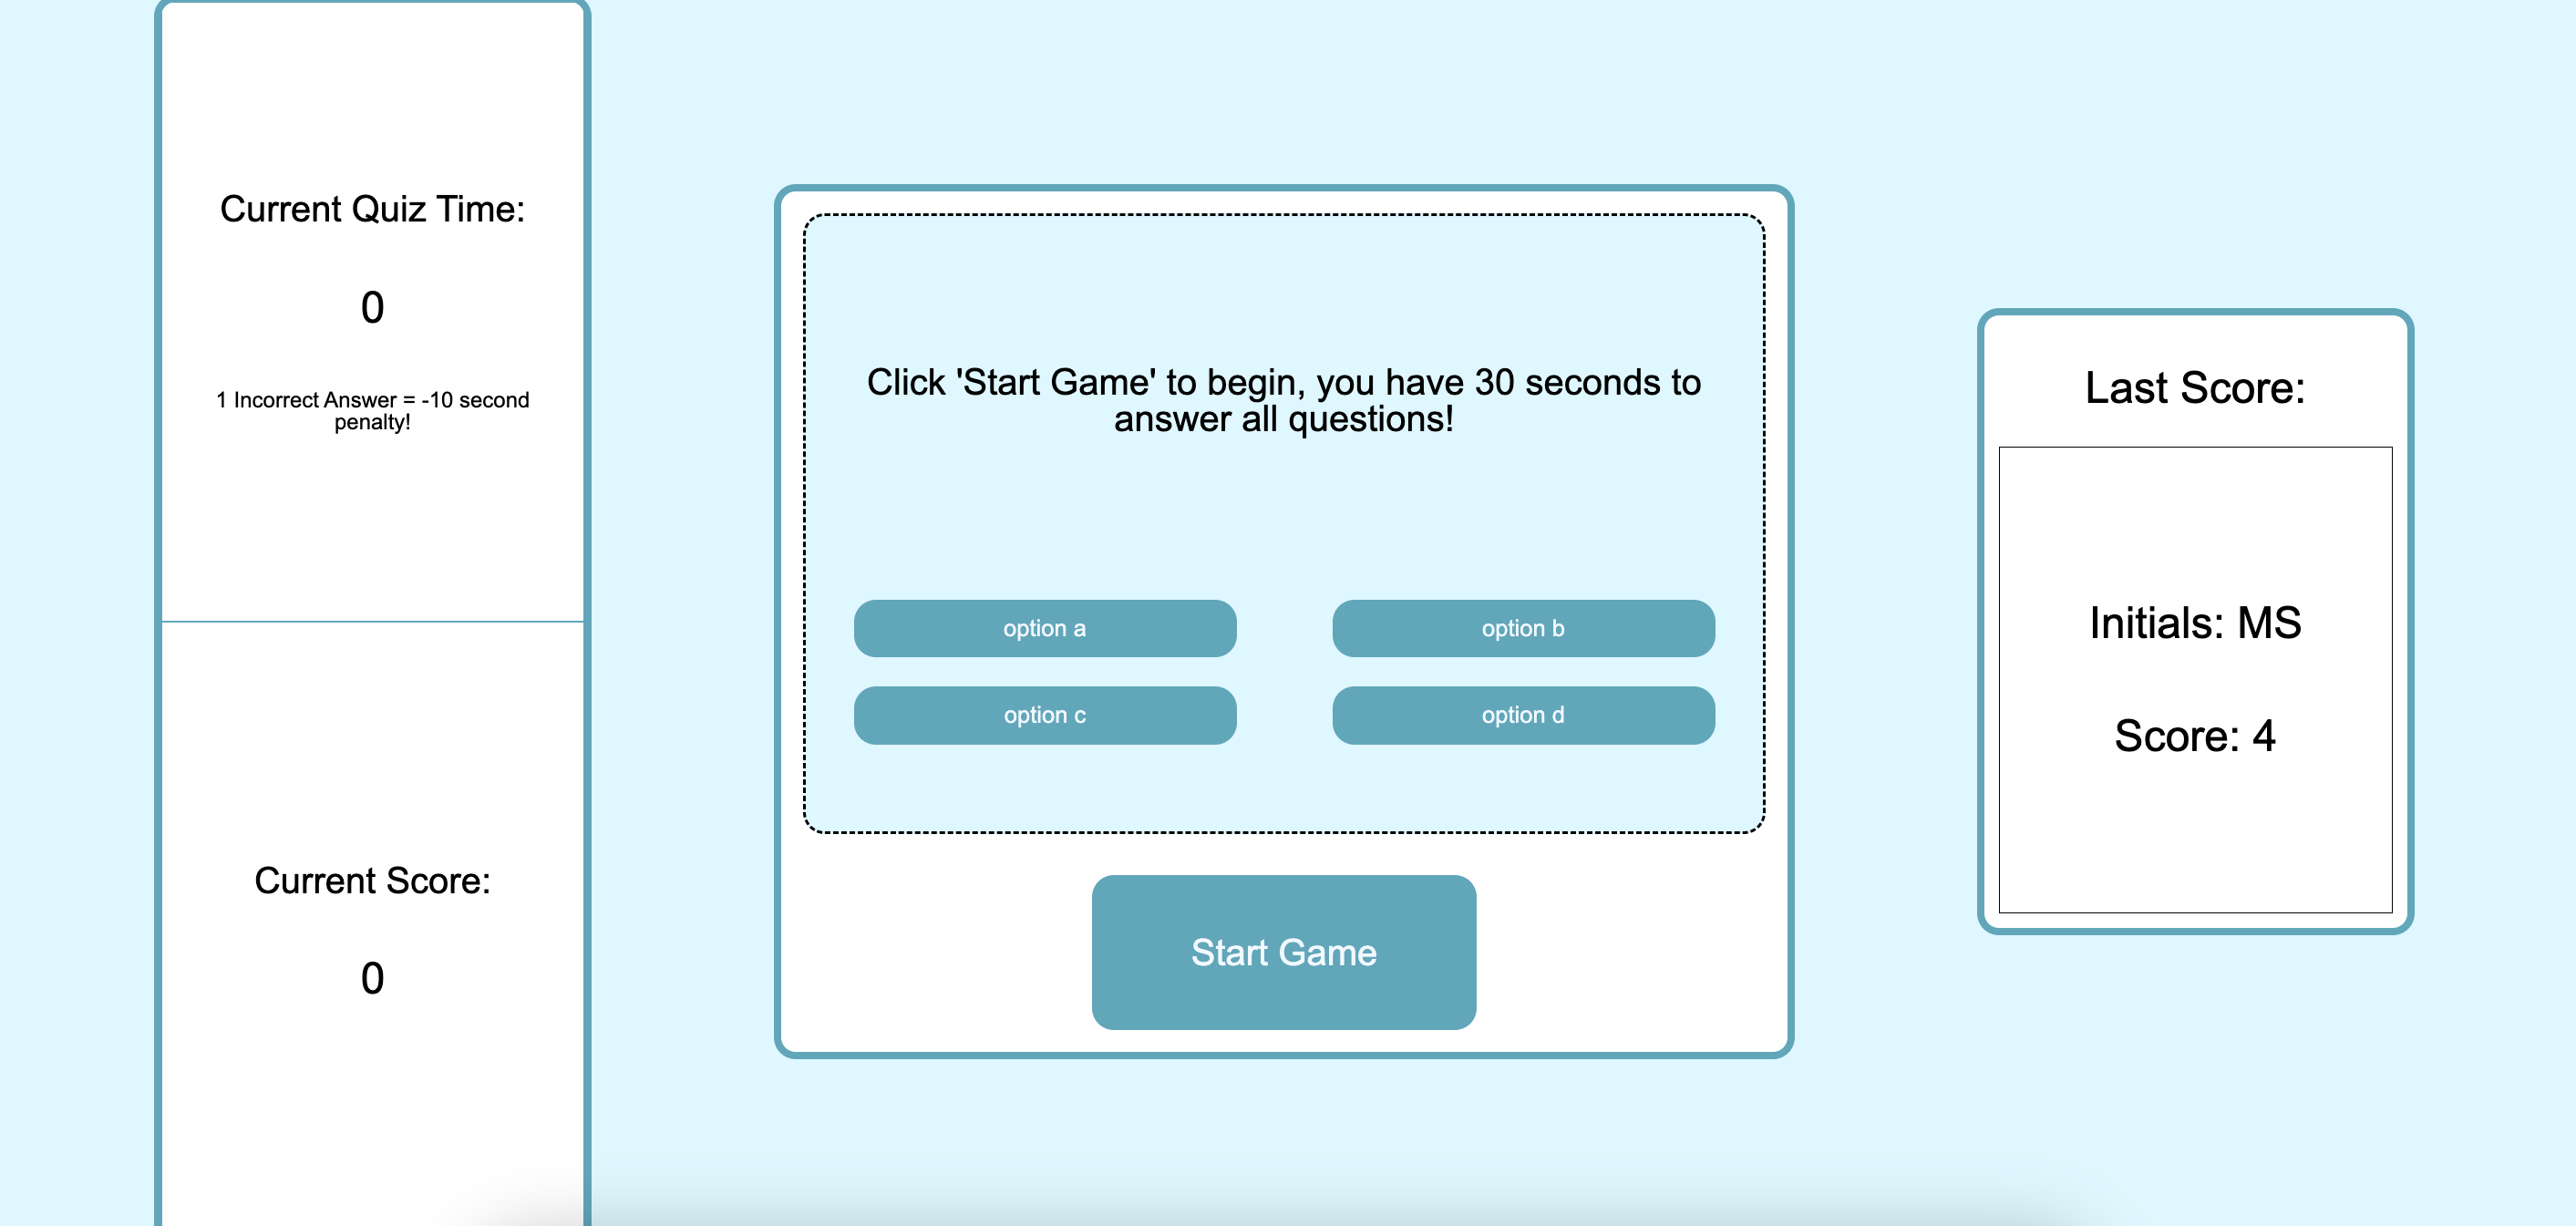 Current Quiz Time:
0
1 Incorrect Answer = -10 second
penalty!
Current Score:
0
Click 'Start Game' to begin, you have 30 seconds to
answer all questions!
option a
option b
option c
option d
Start Game
Last Score:
Initials: MS
Score: 4